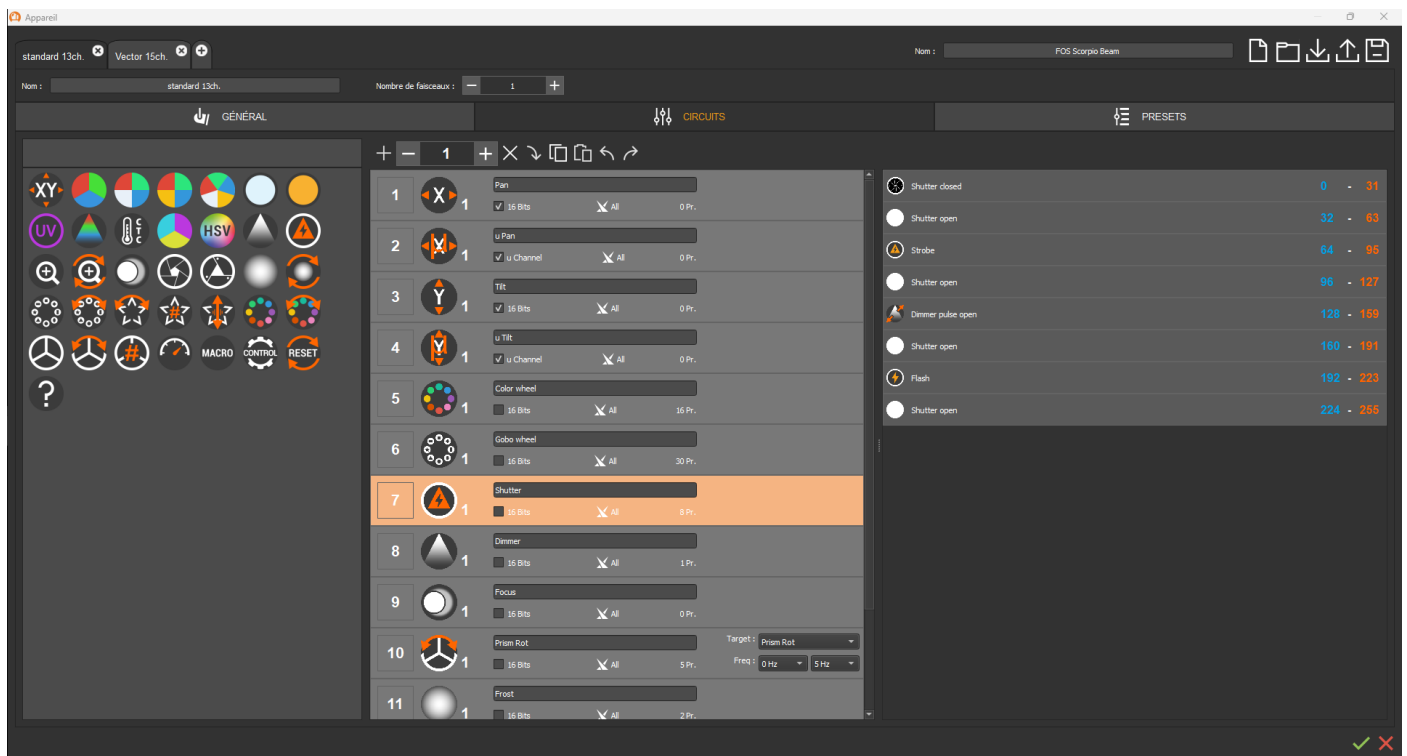 Appareil
standard 13ch. Vector 15ch.
Nom : FOS Scorpio Beam
Nom : standard 13ch. Nombre de faisceaux : 1
GÉNÉRAL CIRCUITS PRESETS
1
XY
UV CTC HSV
#
# MACRO CONTROL RESET
?
1 X 1 Pan
16 Bits All 0 Pr.
2 X 1 u Pan
u Channel All 0 Pr.
3 Y 1 Tilt
16 Bits All 0 Pr.
4 Y 1 u Tilt
u Channel All 0 Pr.
5 1 Color wheel
16 Bits All 16 Pr.
6 1 Gobo wheel
16 Bits All 30 Pr.
7 1 Shutter
16 Bits All 8 Pr.
8 1 Dimmer
16 Bits All 1 Pr.
9 1 Focus
16 Bits All 0 Pr.
10 1 Prism Rot Target : Prism Rot
16 Bits All 5 Pr. Freq : 0 Hz 5 Hz
11 1 Frost
16 Bits All 2 Pr.
Shutter closed 0 - 31
Shutter open 32 - 63
Strobe 64 - 95
Shutter open 96 - 127
Dimmer pulse open 128 - 159
Shutter open 160 - 191
Flash 192 - 223
Shutter open 224 - 255